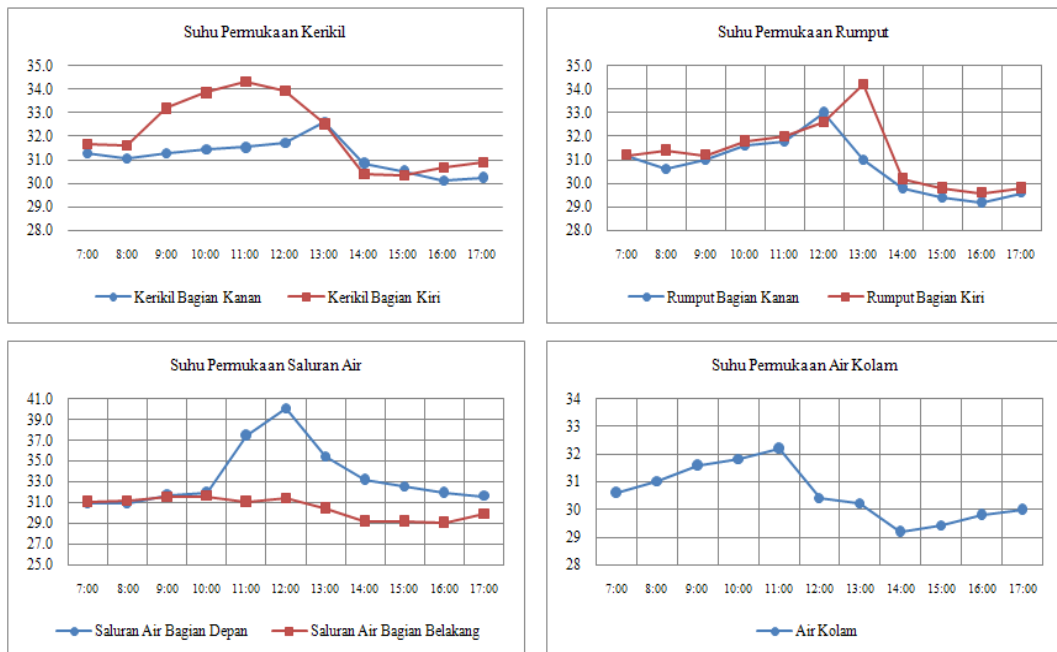 Suhu Permukaan Kerikil
35.0
34.0
33.0
32.0
31.0
30.0
29.0
28.0
7:00 8:00 9:00 10:00 11:00 12:00 13:00 14:00 15:00 16:00 17:00
Kerikil Bagian Kanan Kerikil Bagian Kiri
Suhu Permukaan Rumput
35.0
34.0
33.0
32.0
31.0
30.0
29.0
28.0
7:00 8:00 9:00 10:00 11:00 12:00 13:00 14:00 15:00 16:00 17:00
Rumput Bagian Kanan Rumput Bagian Kiri
Suhu Permukaan Saluran Air
41.0
39.0
37.0
35.0
33.0
31.0
29.0
27.0
25.0
7:00 8:00 9:00 10:00 11:00 12:00 13:00 14:00 15:00 16:00 17:00
Saluran Air Bagian Depan Saluran Air Bagian Belakang
Suhu Permukaan Air Kolam
34
32
31
30
29
28
7:00 8:00 9:00 10:00 11:00 12:00 13:00 14:00 15:00 16:00 17:00
Air Kolam